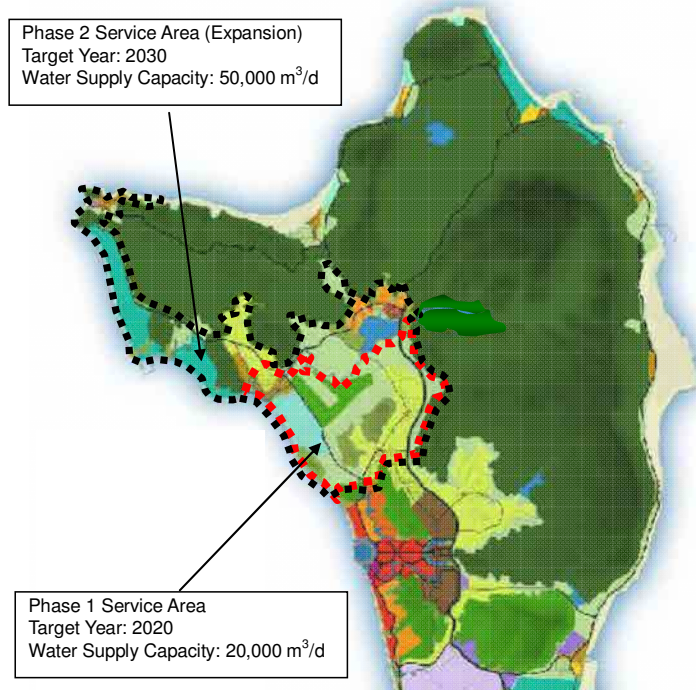 Phase 2 Service Area (Expansion)
Target Year: 2030
Water Supply Capacity: 50,000 m³/d
Phase 1 Service Area
Target Year: 2020
Water Supply Capacity: 20,000 m³/d